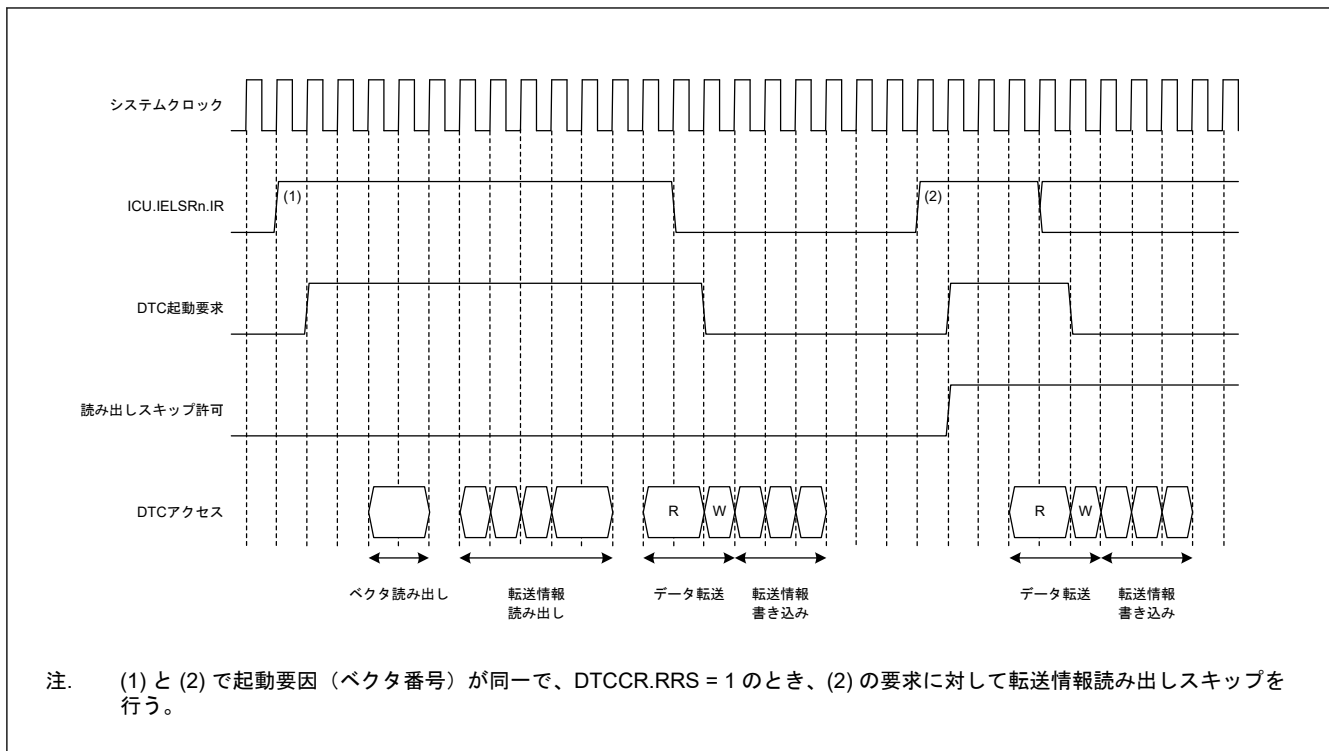 システムクロック
ICU.IELSRn.IR
(1)
(2)
DTC起動要求
読み出しスキップ許可
DTCアクセス
R
W
R
W
ベクタ読み出し
転送情報
読み出し
データ転送
転送情報
書き込み
データ転送
転送情報
書き込み
注. (1) と (2) で起動要因（ベクタ番号）が同一で、DTCCR.RRS = 1 のとき、(2) の要求に対して転送情報読み出しスキップを
行う。